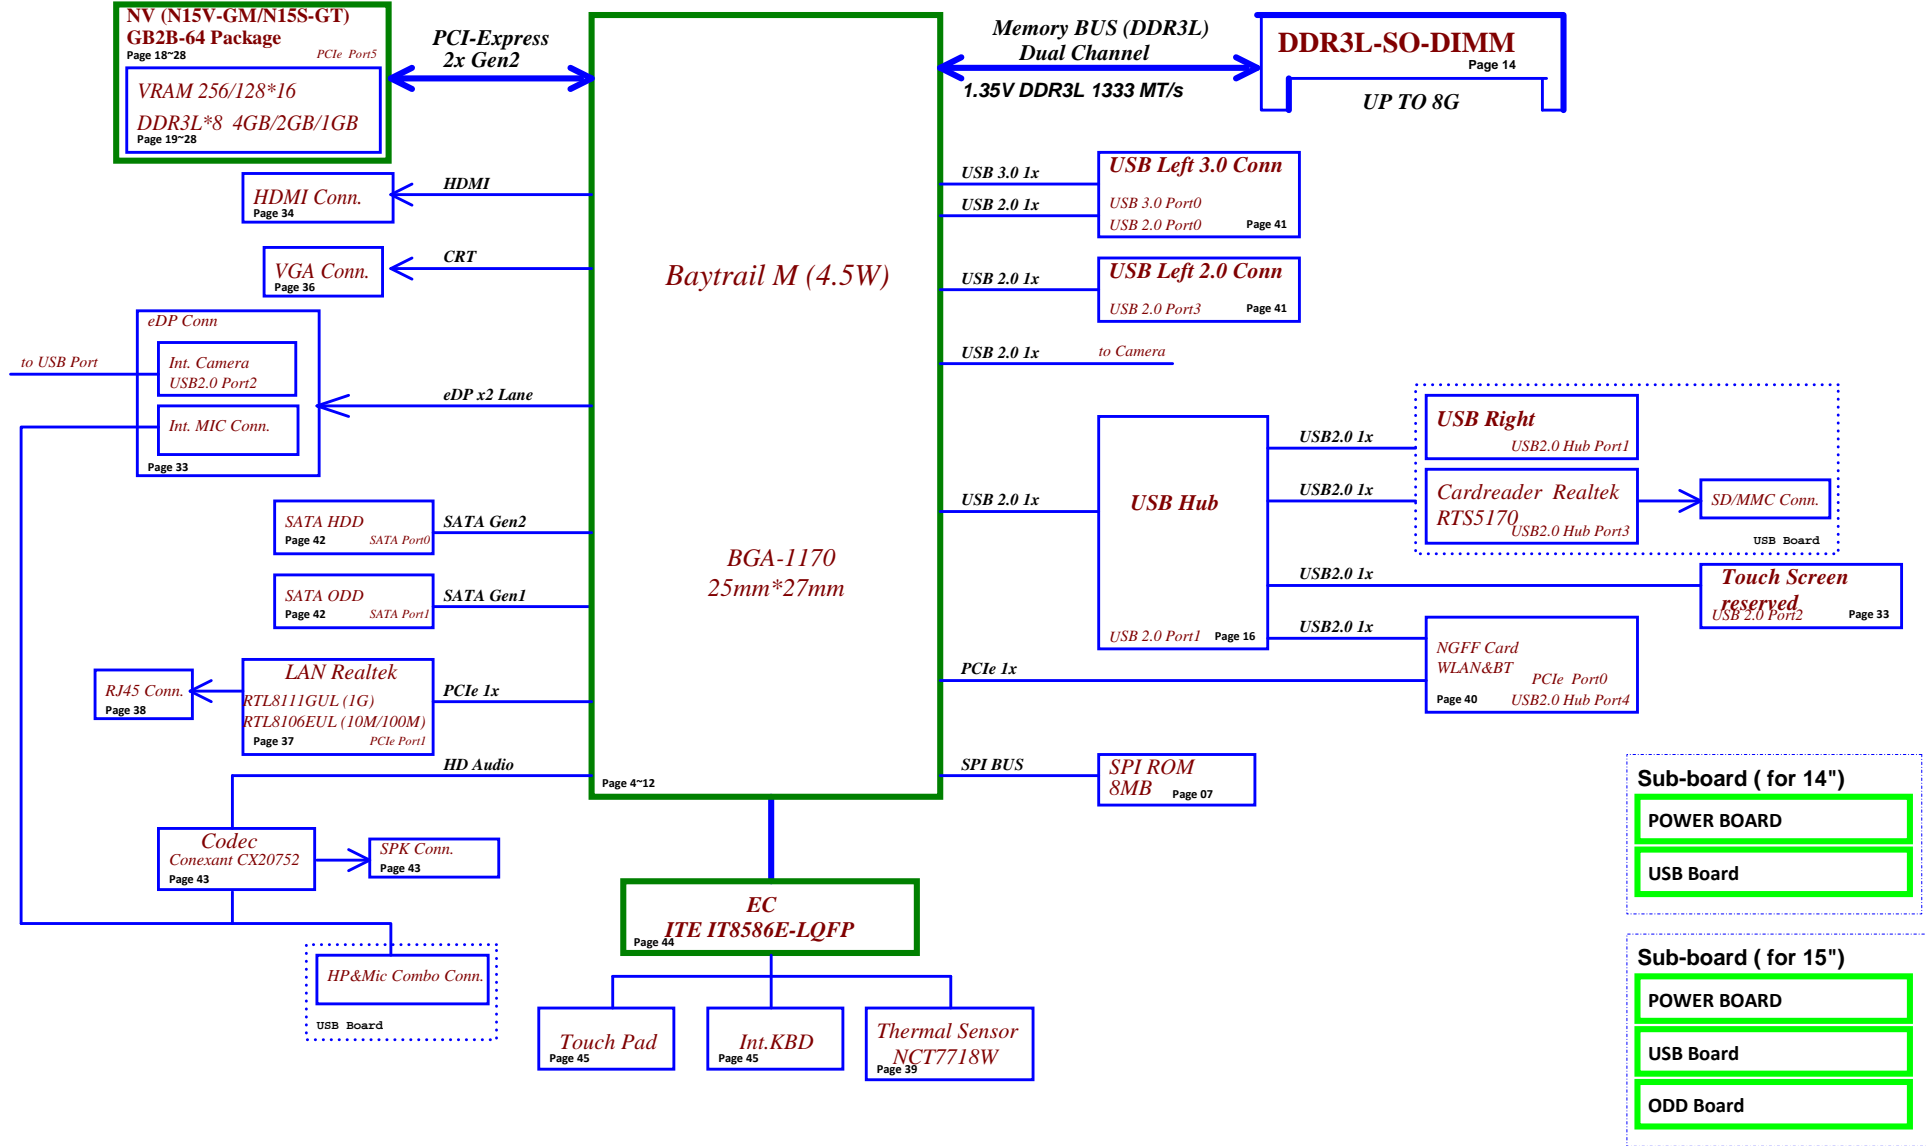 NV (N15V-GM/N15S-GT)
GB2B-64 Package
Page 18~28
PCIe Port5
VRAM 256/128*16
DDR3L*8 4GB/2GB/1GB
Page 19~28
PCI-Express
2x Gen2
Memory BUS (DDR3L)
Dual Channel
1.35V DDR3L 1333 MT/s
DDR3L-SO-DIMM
Page 14
UP TO 8G
HDMI Conn.
Page 34
HDMI
VGA Conn.
Page 36
CRT
eDP Conn
Int. Camera
USB2.0 Port2
Int. MIC Conn.
Page 33
to USB Port
eDP x2 Lane
SATA HDD
Page 42
SATA Port0
SATA Gen2
SATA ODD
Page 42
SATA Port1
SATA Gen1
RJ45 Conn.
Page 38
LAN Realtek
RTL8111GUL (1G)
RTL8106EUL (10M/100M)
Page 37
PCIe Port1
PCIe 1x
HD Audio
Codec
Conexant CX20752
Page 43
SPK Conn.
Page 43
HP&Mic Combo Conn.
USB Board
Baytrail M (4.5W)
BGA-1170
25mm*27mm
Page 4~12
EC
ITE IT8586E-LQFP
Page 44
Touch Pad
Page 45
Int.KBD
Page 45
Thermal Sensor
NCT7718W
Page 39
USB 3.0 1x
USB 2.0 1x
USB Left 3.0 Conn
USB 3.0 Port0
USB 2.0 Port0
Page 41
USB 2.0 1x
USB Left 2.0 Conn
USB 2.0 Port3
Page 41
USB 2.0 1x
to Camera
USB 2.0 1x
USB Hub
USB 2.0 Port1
Page 16
USB2.0 1x
USB Right
USB2.0 Hub Port1
USB2.0 1x
Cardreader Realtek
RTS5170
USB2.0 Hub Port3
SD/MMC Conn.
USB Board
USB2.0 1x
Touch Screen
reserved
USB 2.0 Port2
Page 33
USB2.0 1x
NGFF Card
WLAN&BT
PCIe Port0
Page 40
USB2.0 Hub Port4
PCIe 1x
SPI BUS
SPI ROM
8MB
Page 07
Sub-board ( for 14")
POWER BOARD
USB Board
Sub-board ( for 15")
POWER BOARD
USB Board
ODD Board